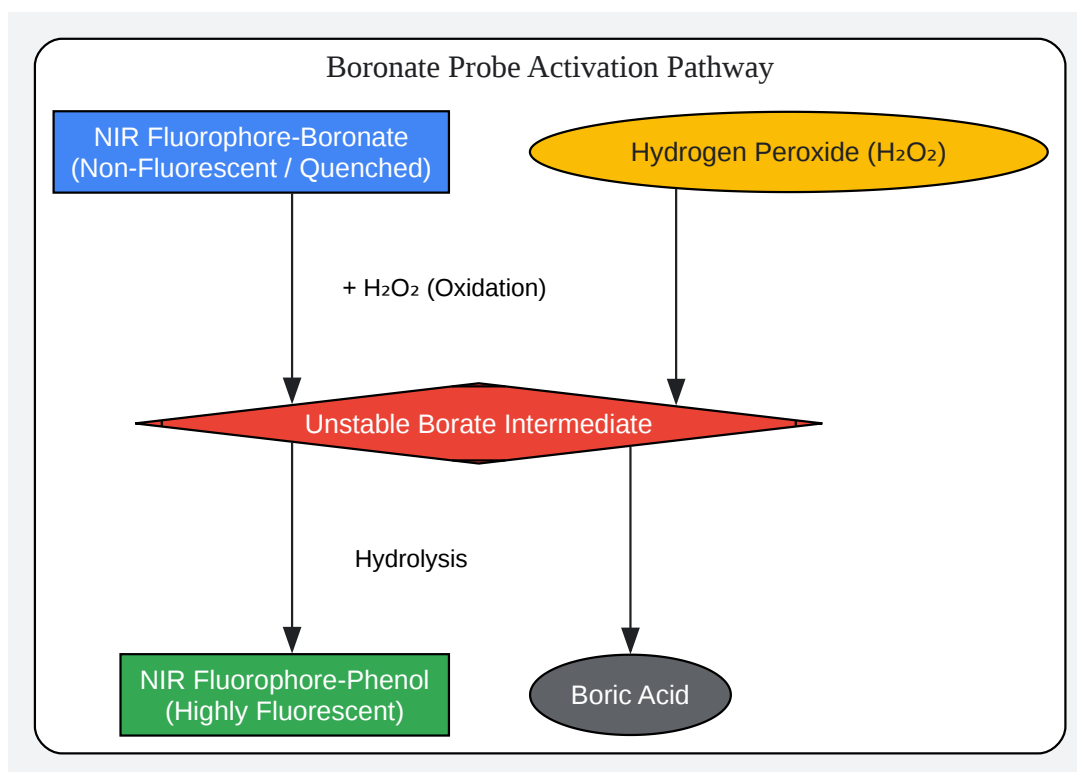 Boronate Probe Activation Pathway
NIR Fluorophore-Boronate
(Non-Fluorescent / Quenched)
Hydrogen Peroxide (H₂O₂)
+ H₂O₂ (Oxidation)
Unstable Borate Intermediate
Hydrolysis
NIR Fluorophore-Phenol
(Highly Fluorescent)
Boric Acid